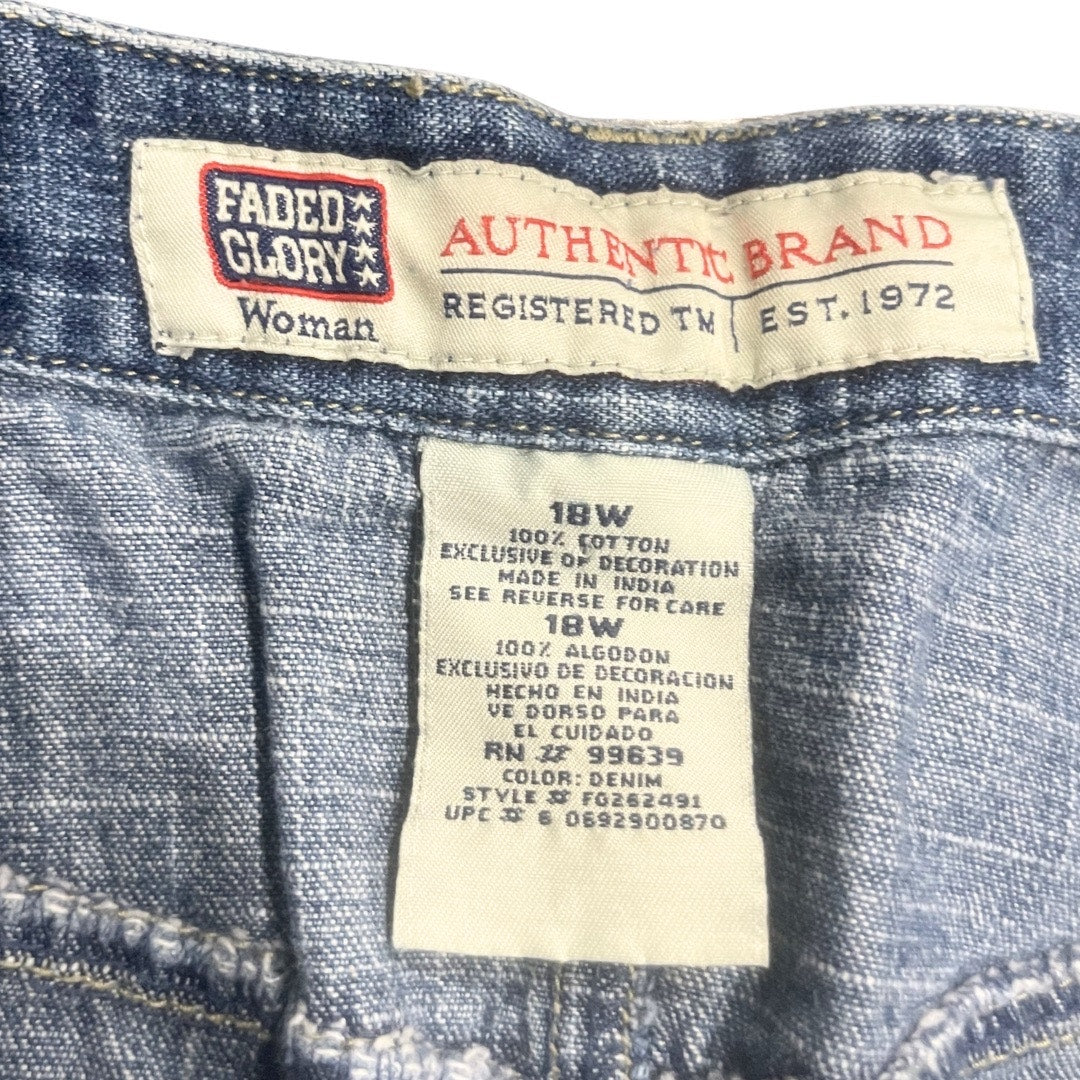 FADED
GLORY
Woman
AUTHENTIC BRAND
REGISTERED TM | EST. 1972
18W
100% COTTON
EXCLUSIVE OF DECORATION
MADE IN INDIA
SEE REVERSE FOR CARE
18W
100% ALGODON
EXCLUSIVO DE DECORACION
HECHO EN INDIA
VE DORSO PARA
EL CUIDADO
RN # 99639
COLOR: DENIM
STYLE # FG262491
UPC # 6 0692900870